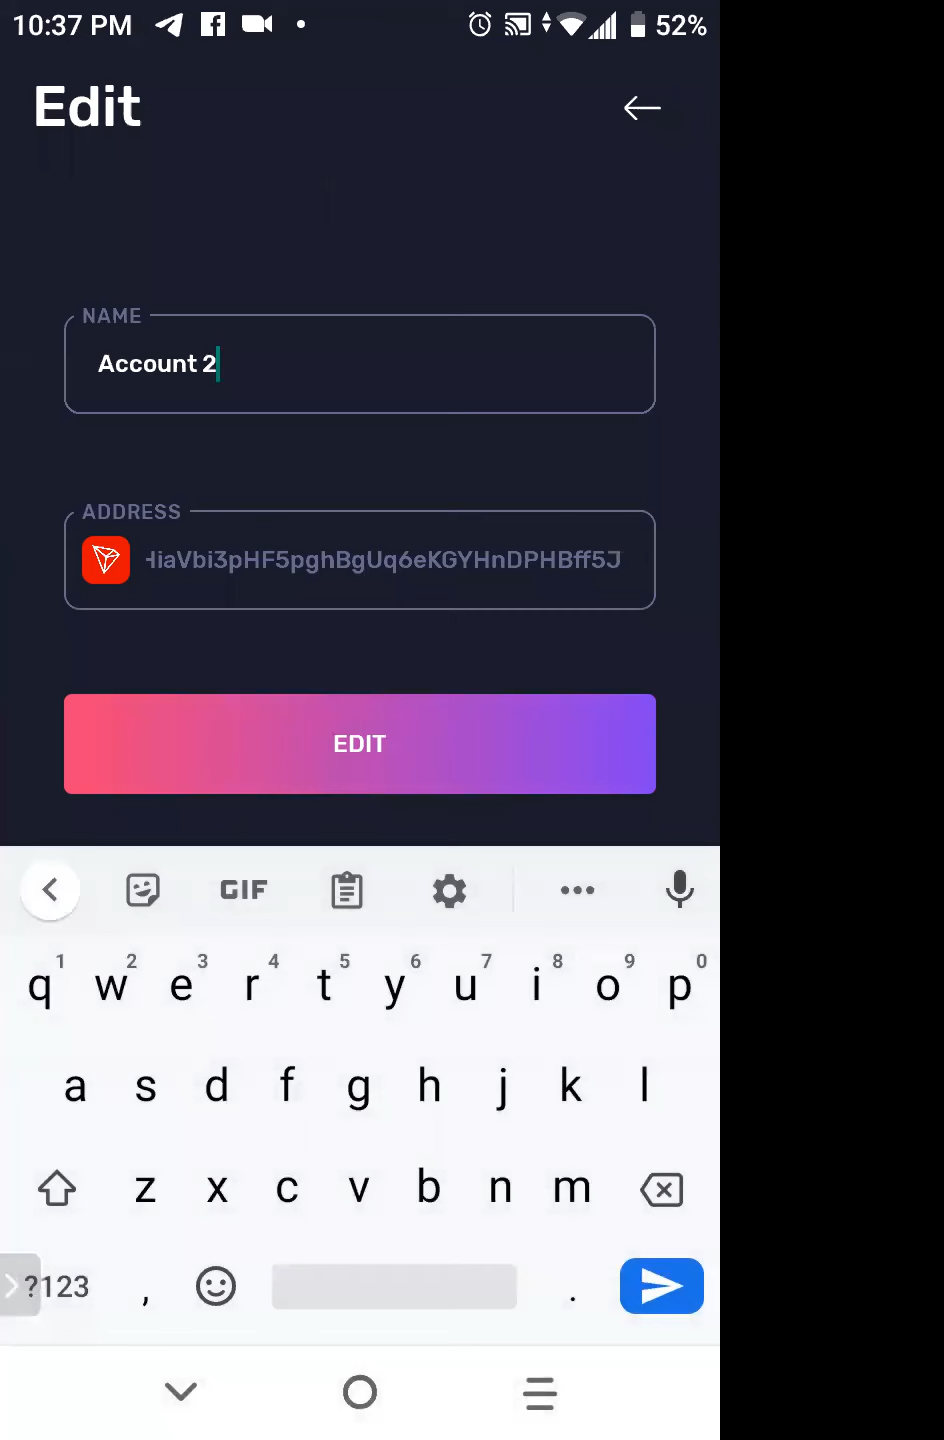 10:37 PM 52%
Edit
NAME
Account 2
ADDRESS
HiaVbi3pHF5pghBgUq6eKGYHnDPHBff5J
EDIT
GIF
1 2 3 4 5 6 7 8 9 0
q w e r t y u i o p
a s d f g h j k l
z x c v b n m
?123 , .